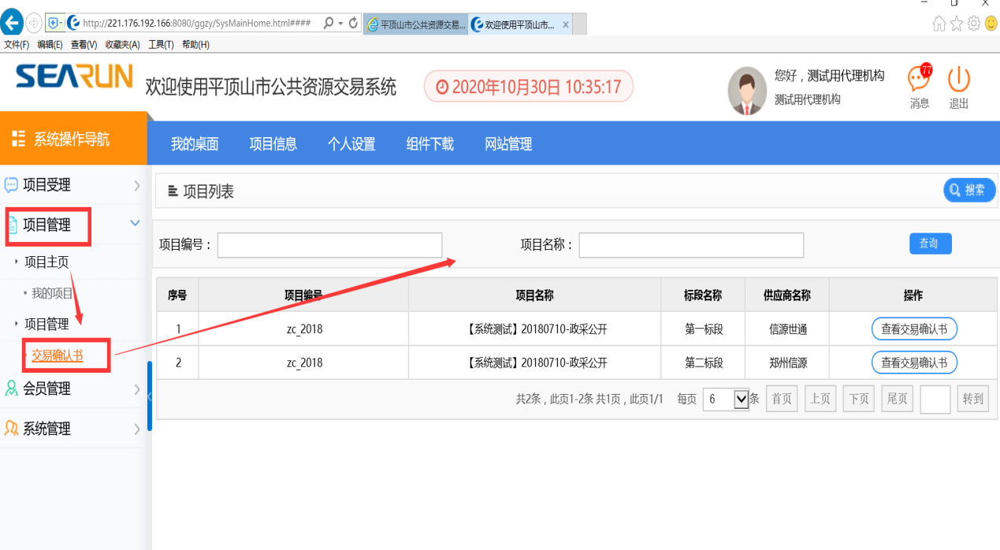 http://221.176.192.166:8080/ggzy/SysMainHome.html####
平顶山市公共资源交易...
欢迎使用平顶山市...
文件(F) 编辑(E) 查看(V) 收藏夹(A) 工具(T) 帮助(H)
SEARUN
欢迎使用平顶山市公共资源交易系统
2020年10月30日 10:35:17
您好，测试用代理机构
测试用代理机构
77
消息
退出
系统操作导航
我的桌面 项目信息 个人设置 组件下载 网站管理
项目受理
项目管理
项目主页
我的项目
项目管理
交易确认书
会员管理
系统管理
项目列表
搜索
项目编号：
项目名称：
查询
序号 项目编号 项目名称 标段名称 供应商名称 操作
1 zc_2018 【系统测试】20180710-政采公开 第一标段 信源世通 查看交易确认书
2 zc_2018 【系统测试】20180710-政采公开 第二标段 郑州信源 查看交易确认书
共2条，此页1-2条 共1页，此页1/1 每页 6 条 首页 上页 下页 尾页 转到